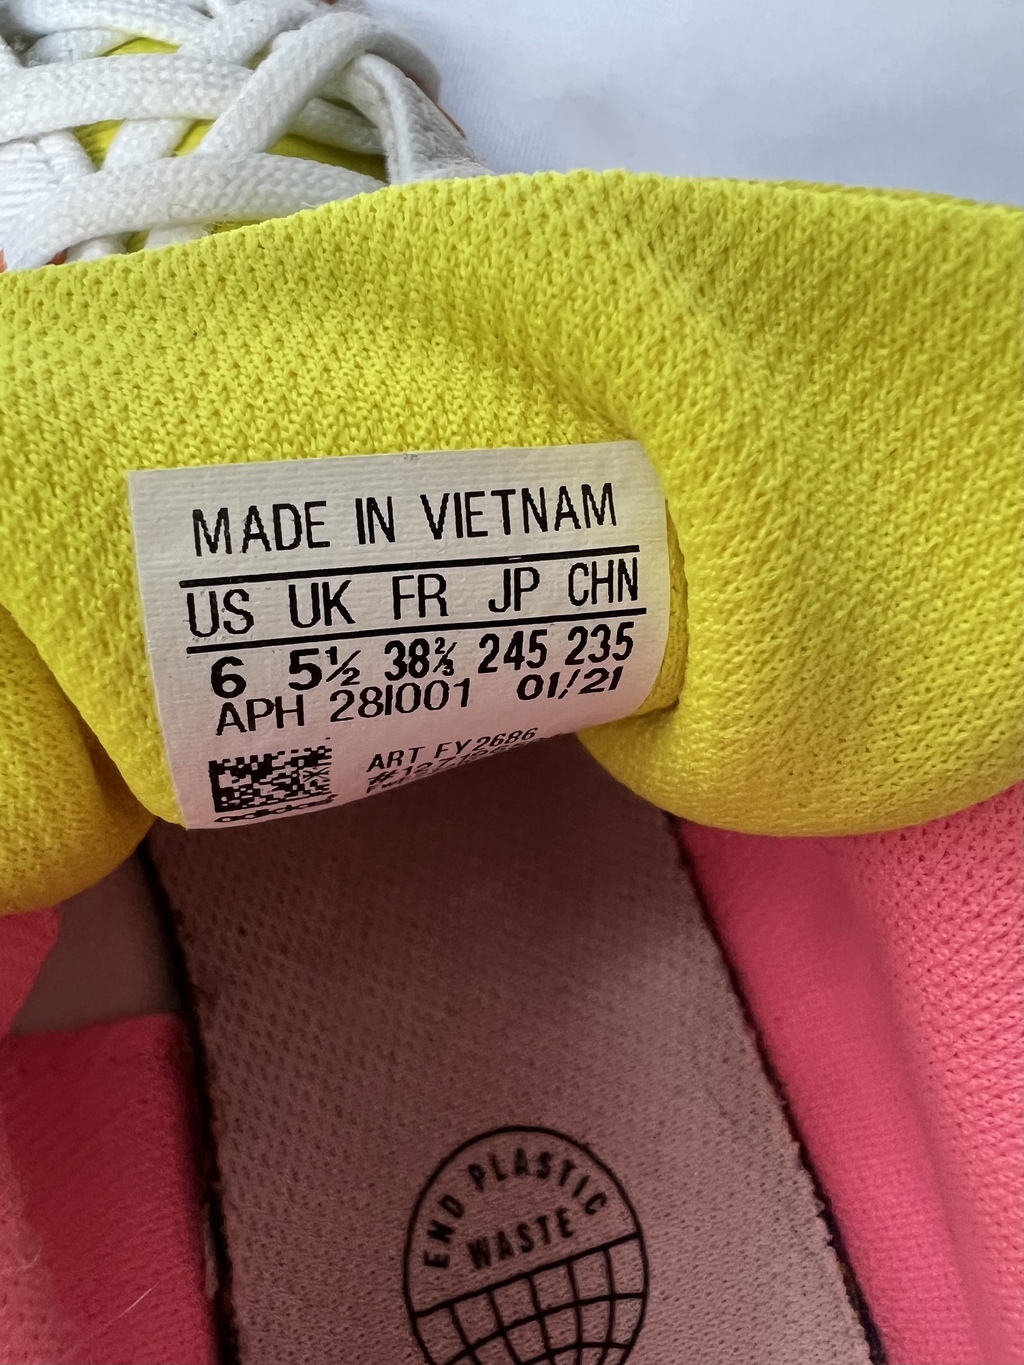 MADE IN VIETNAM
US UK FR JP CHN
6 5½ 38⅔ 245 235
APH 281001 01/21
ART FY2686
adidas
END PLASTIC
WASTE